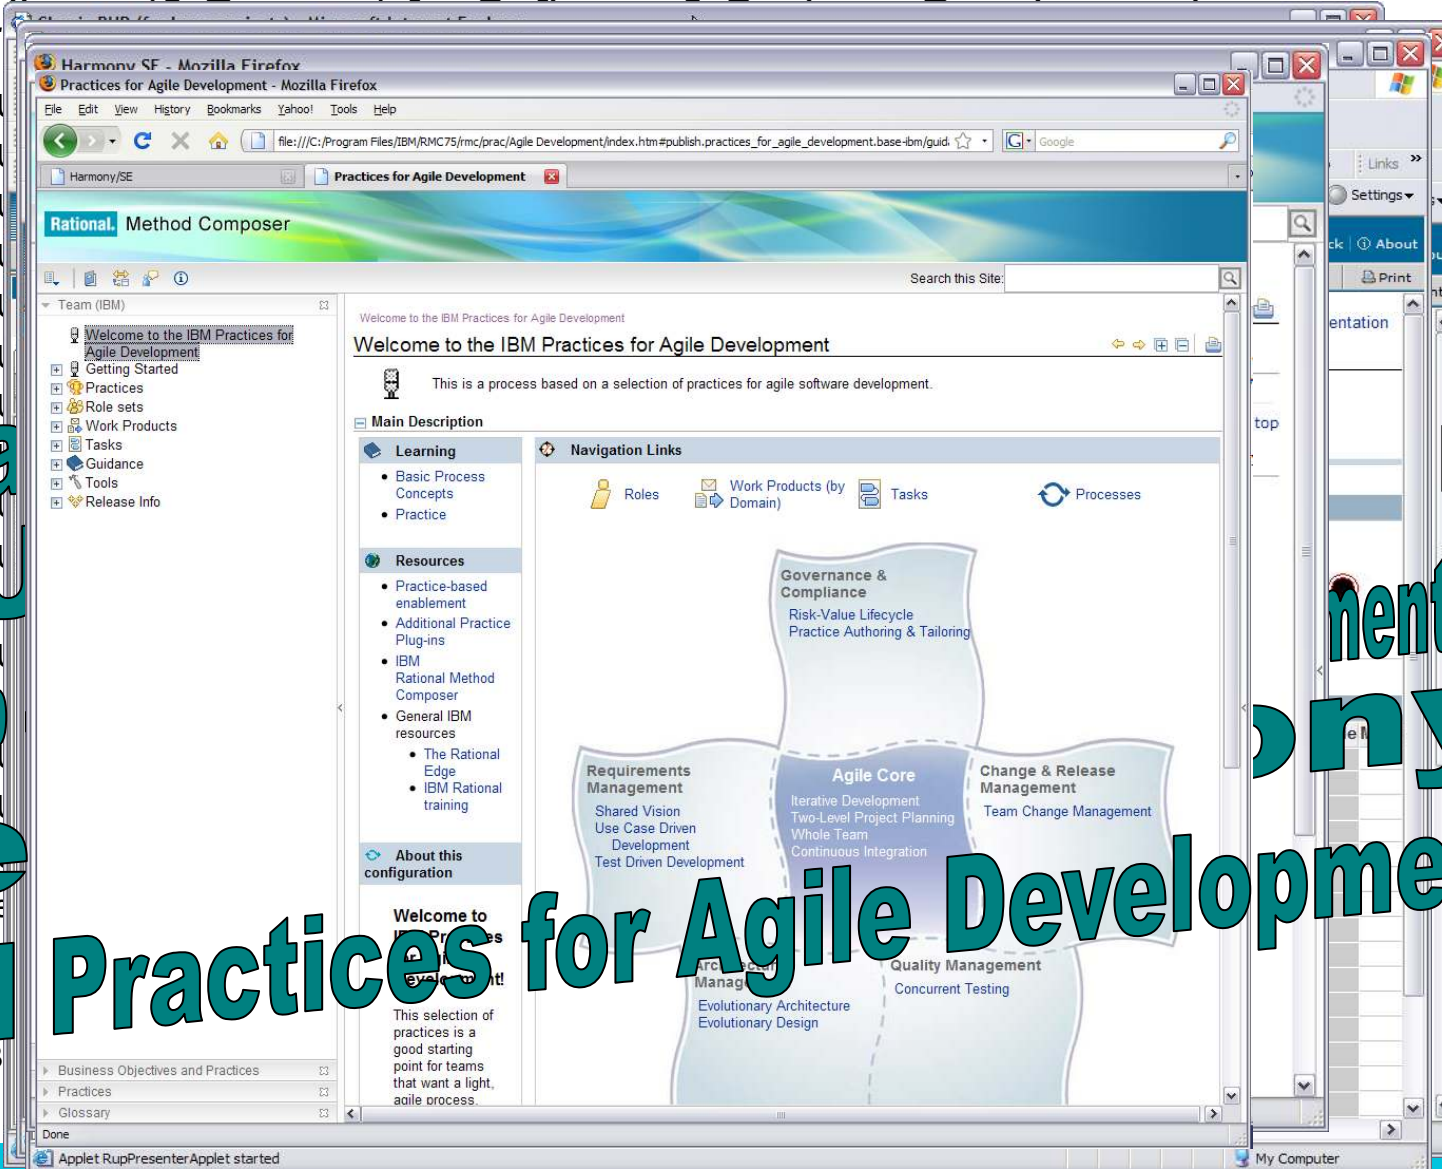 Harmony SE - Mozilla Firefox
Practices for Agile Development - Mozilla Firefox
File Edit View History Bookmarks Yahoo! Tools Help
file:///C:/Program Files/IBM/RMC75/rmc/prac/Agile Development/index.htm#publish.practices_for_agile_development.base-ibm/guid
Google
Links »
Harmony/SE
Practices for Agile Development
Settings
Rational. Method Composer
About
Search this Site:
Print
Team (IBM)
Welcome to the IBM Practices for
Agile Development
Getting Started
Practices
Role sets
Work Products
Tasks
Guidance
Tools
Release Info
Business Objectives and Practices
Practices
Glossary
Welcome to the IBM Practices for Agile Development
Welcome to the IBM Practices for Agile Development
This is a process based on a selection of practices for agile software development.
Main Description
Learning
Basic Process
Concepts
Practice
Resources
Practice-based
enablement
Additional Practice
Plug-ins
IBM
Rational Method
Composer
General IBM
resources
The Rational
Edge
IBM Rational
training
About this
configuration
Welcome to
IBM Practices
for Agile
Development!
This selection of
practices is a
good starting
point for teams
that want a light,
agile process.
Navigation Links
Roles
Work Products (by
Domain)
Tasks
Processes
Governance &
Compliance
Risk-Value Lifecycle
Practice Authoring & Tailoring
Requirements
Management
Shared Vision
Use Case Driven
Development
Test Driven Development
Agile Core
Iterative Development
Two-Level Project Planning
Whole Team
Continuous Integration
Change & Release
Management
Team Change Management
Architecture
Management
Evolutionary Architecture
Evolutionary Design
Quality Management
Concurrent Testing
entation
top
ment
ony
Practices for Agile Developme
Done
Applet RupPresenterApplet started
My Computer